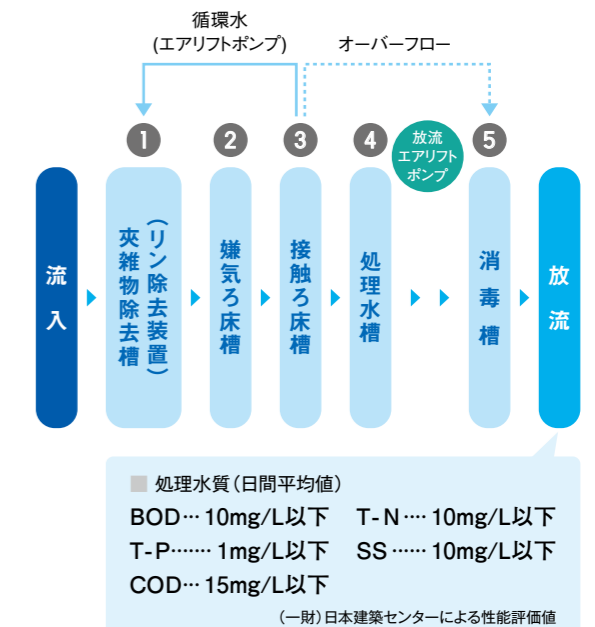 循環水
(エアリフトポンプ)
オーバーフロー
1
2
3
4
放流
エアリフト
ポンプ
5
流入
(リン除去装置)
夾雑物除去槽
嫌気ろ床槽
接触ろ床槽
処理水槽
消毒槽
放流
処理水質(日間平均値)
BOD… 10mg/L以下 T-N…. 10mg/L以下
T-P……. 1mg/L以下 SS …… 10mg/L以下
COD… 15mg/L以下
(一財)日本建築センターによる性能評価値